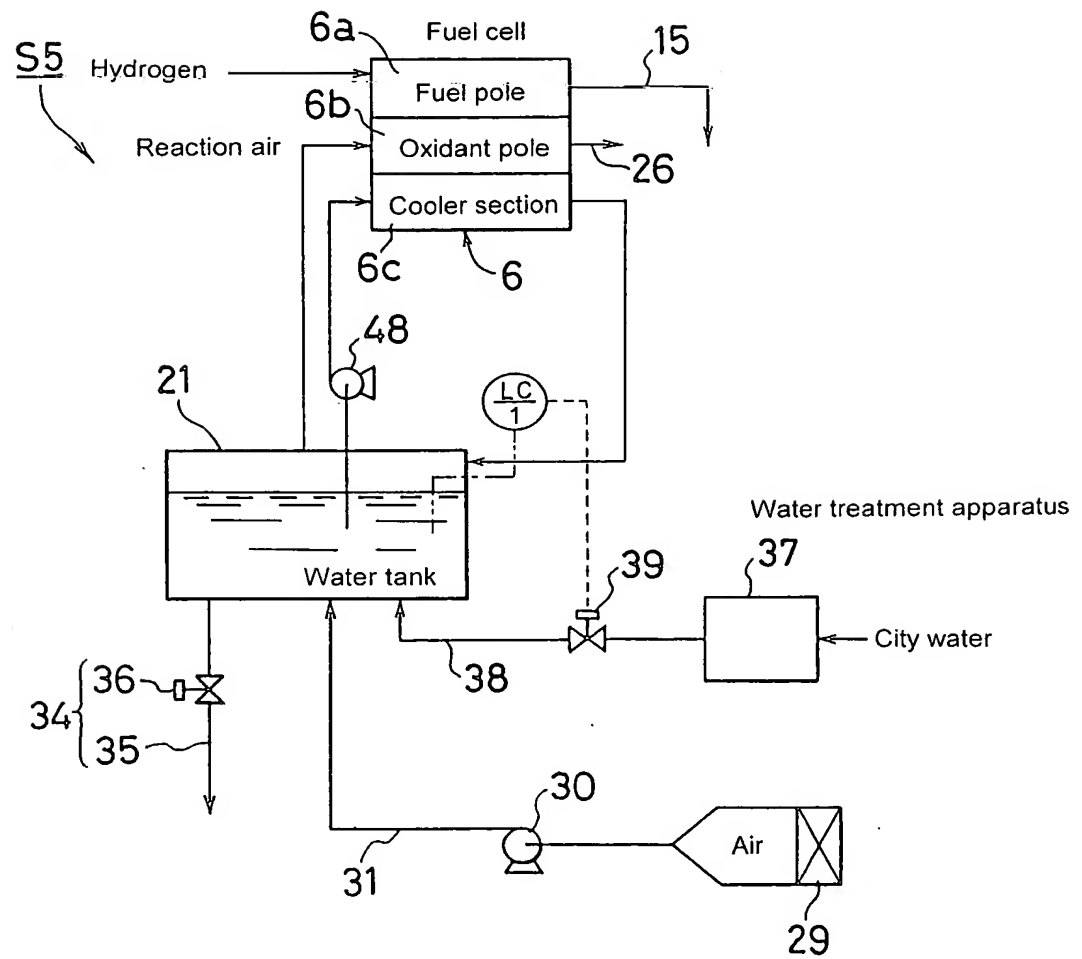 S5
Hydrogen
6a
Fuel cell
15
Fuel pole
6b
Reaction air
Oxidant pole
26
Cooler section
6c
6
48
21
LC
1
Water treatment apparatus
37
39
Water tank
City water
38
36
34
35
30
Air
31
29